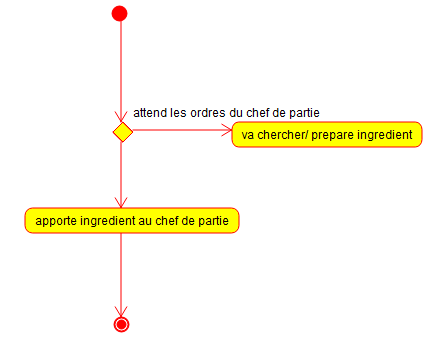 attend les ordres du chef de partie
va chercher/ prepare ingredient
apporte ingredient au chef de partie